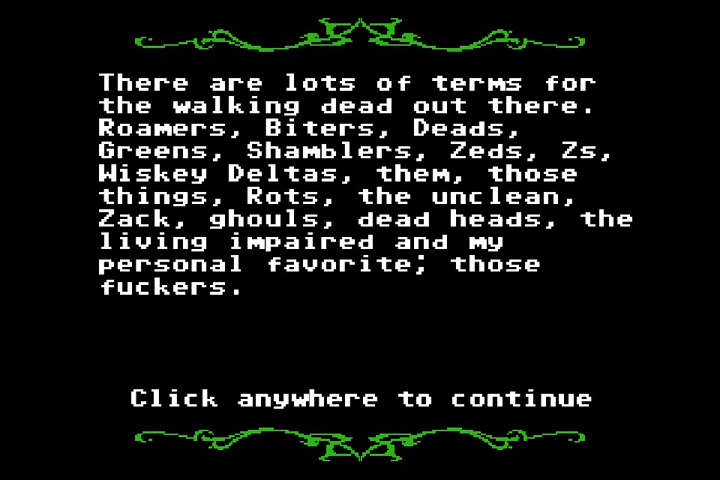 There are lots of terms for
the walking dead out there.
Roamers, Biters, Deads,
Greens, Shamblers, Zeds, Zs,
Wiskey Deltas, them, those
things, Rots, the unclean,
Zack, ghouls, dead heads, the
living impaired and my
personal favorite; those
fuckers.
Click anywhere to continue